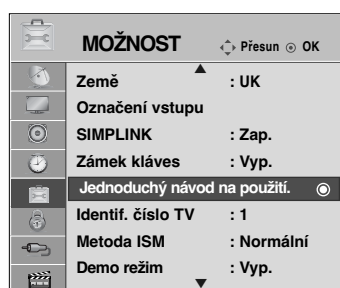 MOŽNOST Přesun OK
Země : UK
Označení vstupu
SIMPLINK : Zap.
Zámek kláves : Vyp.
Jednoduchý návod na použití.
Identif. číslo TV : 1
Metoda ISM : Normální
Demo režim : Vyp.